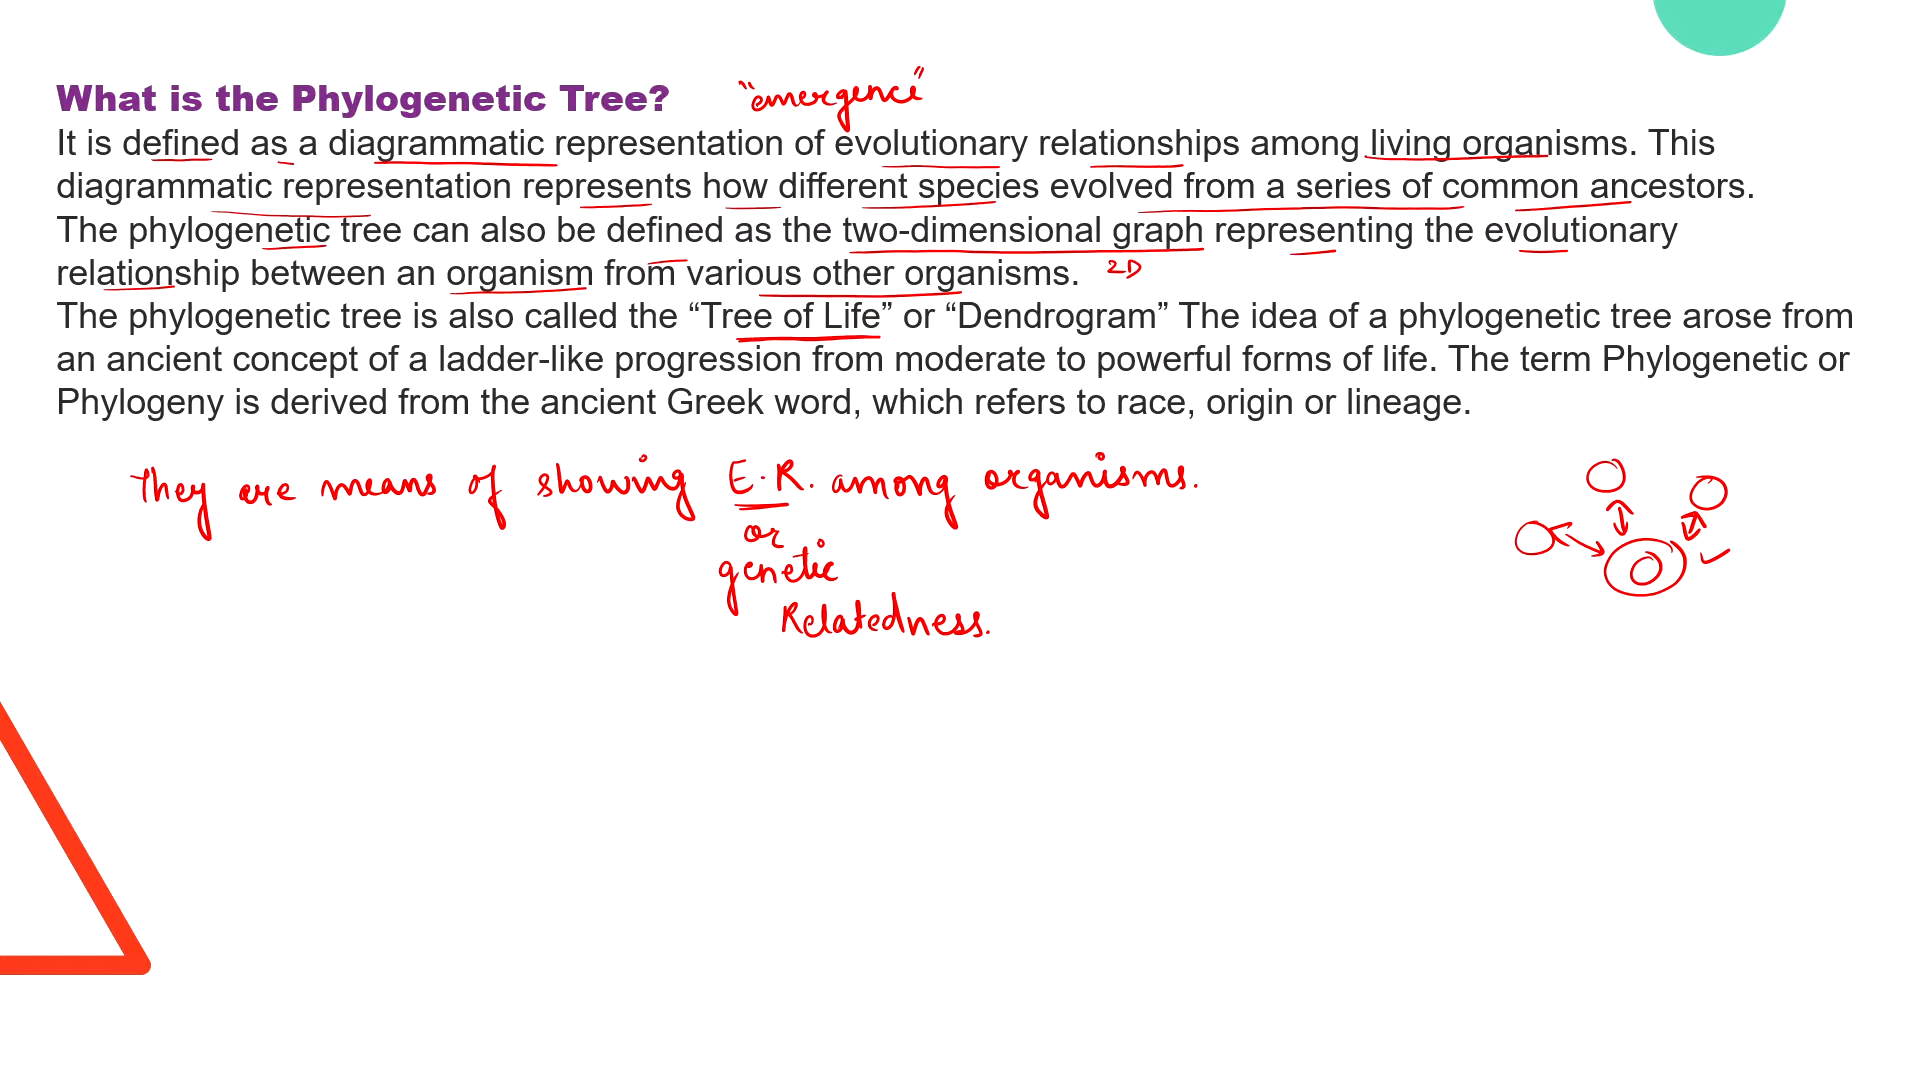 What is the Phylogenetic Tree? "emergence"
It is defined as a diagrammatic representation of evolutionary relationships among living organisms. This
diagrammatic representation represents how different species evolved from a series of common ancestors.
The phylogenetic tree can also be defined as the two-dimensional graph representing the evolutionary
relationship between an organism from various other organisms. 2D
The phylogenetic tree is also called the “Tree of Life” or “Dendrogram” The idea of a phylogenetic tree arose from
an ancient concept of a ladder-like progression from moderate to powerful forms of life. The term Phylogenetic or
Phylogeny is derived from the ancient Greek word, which refers to race, origin or lineage.
They are means of showing E.R. among organisms.
or
genetic
Relatedness.